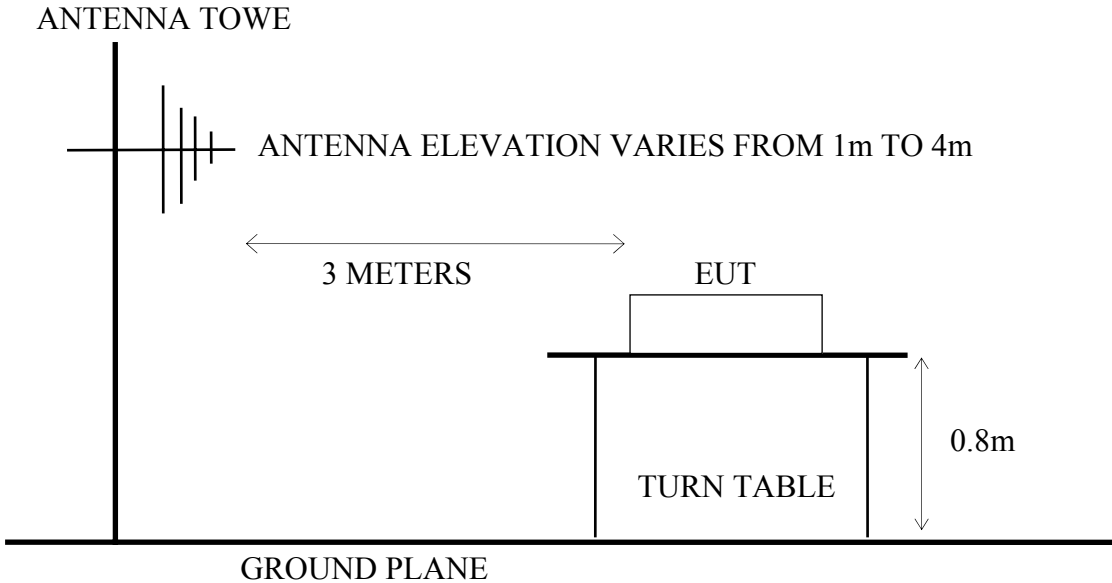 ANTENNA TOWE
ANTENNA ELEVATION VARIES FROM 1m TO 4m
3 METERS
EUT
0.8m
TURN TABLE
GROUND PLANE